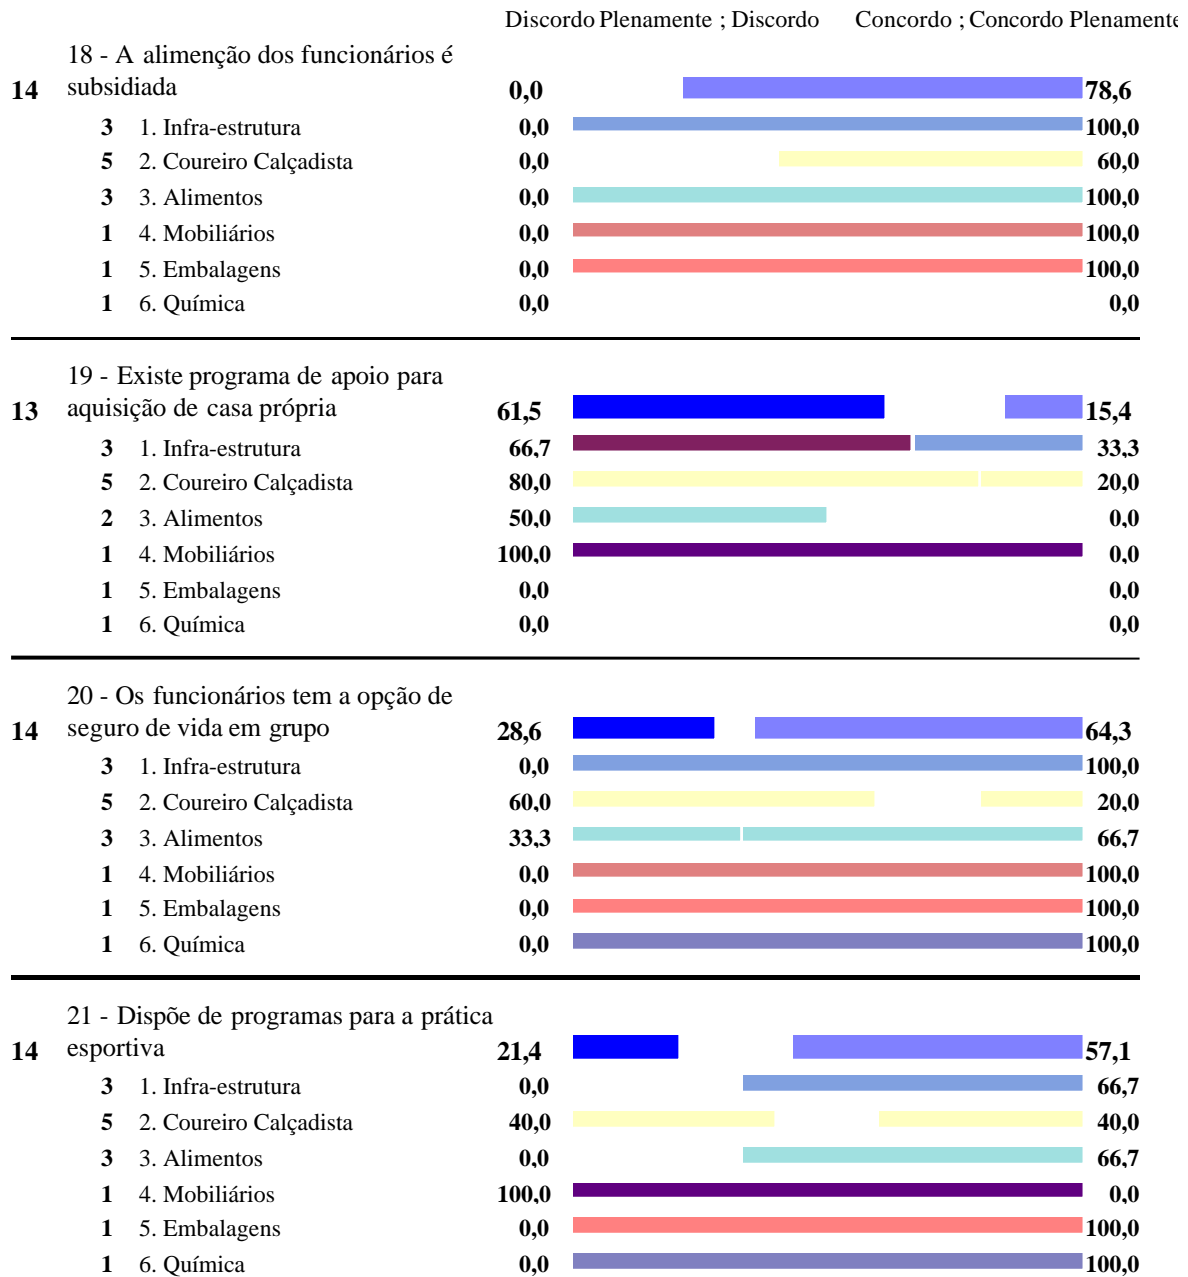 Discordo Plenamente ; Discordo Concordo ; Concordo Plenamente
18 - A alimenção dos funcionários é
14 subsidiada 0,0 78,6
3 1. Infra-estrutura 0,0 100,0
5 2. Coureiro Calçadista 0,0 60,0
3 3. Alimentos 0,0 100,0
1 4. Mobiliários 0,0 100,0
1 5. Embalagens 0,0 100,0
1 6. Química 0,0 0,0
19 - Existe programa de apoio para
13 aquisição de casa própria 61,5 15,4
3 1. Infra-estrutura 66,7 33,3
5 2. Coureiro Calçadista 80,0 20,0
2 3. Alimentos 50,0 0,0
1 4. Mobiliários 100,0 0,0
1 5. Embalagens 0,0 0,0
1 6. Química 0,0 0,0
20 - Os funcionários tem a opção de
14 seguro de vida em grupo 28,6 64,3
3 1. Infra-estrutura 0,0 100,0
5 2. Coureiro Calçadista 60,0 20,0
3 3. Alimentos 33,3 66,7
1 4. Mobiliários 0,0 100,0
1 5. Embalagens 0,0 100,0
1 6. Química 0,0 100,0
21 - Dispõe de programas para a prática
14 esportiva 21,4 57,1
3 1. Infra-estrutura 0,0 66,7
5 2. Coureiro Calçadista 40,0 40,0
3 3. Alimentos 0,0 66,7
1 4. Mobiliários 100,0 0,0
1 5. Embalagens 0,0 100,0
1 6. Química 0,0 100,0